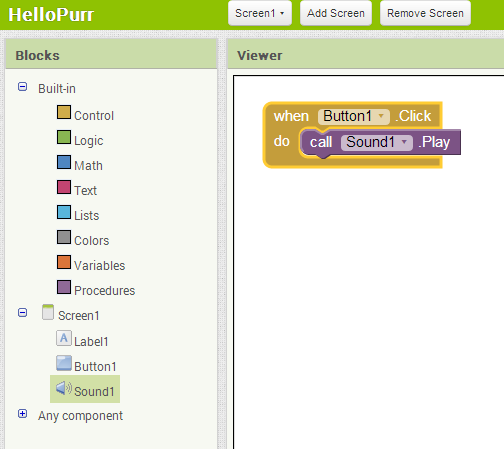 HelloPurr
Screen1 Add Screen Remove Screen
Blocks
Viewer
Built-in
Control
Logic
Math
Text
Lists
Colors
Variables
Procedures
Screen1
A Label1
Button1
Sound1
Any component
when Button1 .Click
do call Sound1 .Play